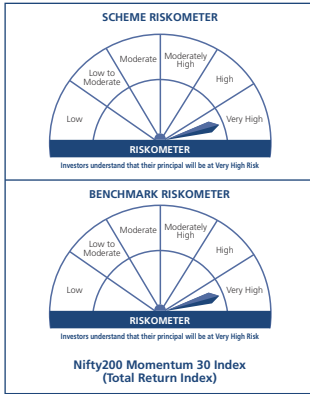 SCHEME RISKOMETER
Low
Low to
Moderate
Moderate
Moderately
High
High
Very High
RISKOMETER
Investors understand that their principal will be at Very High Risk
BENCHMARK RISKOMETER
Low
Low to
Moderate
Moderate
Moderately
High
High
Very High
RISKOMETER
Investors understand that their principal will be at Very High Risk
Nifty200 Momentum 30 Index
(Total Return Index)